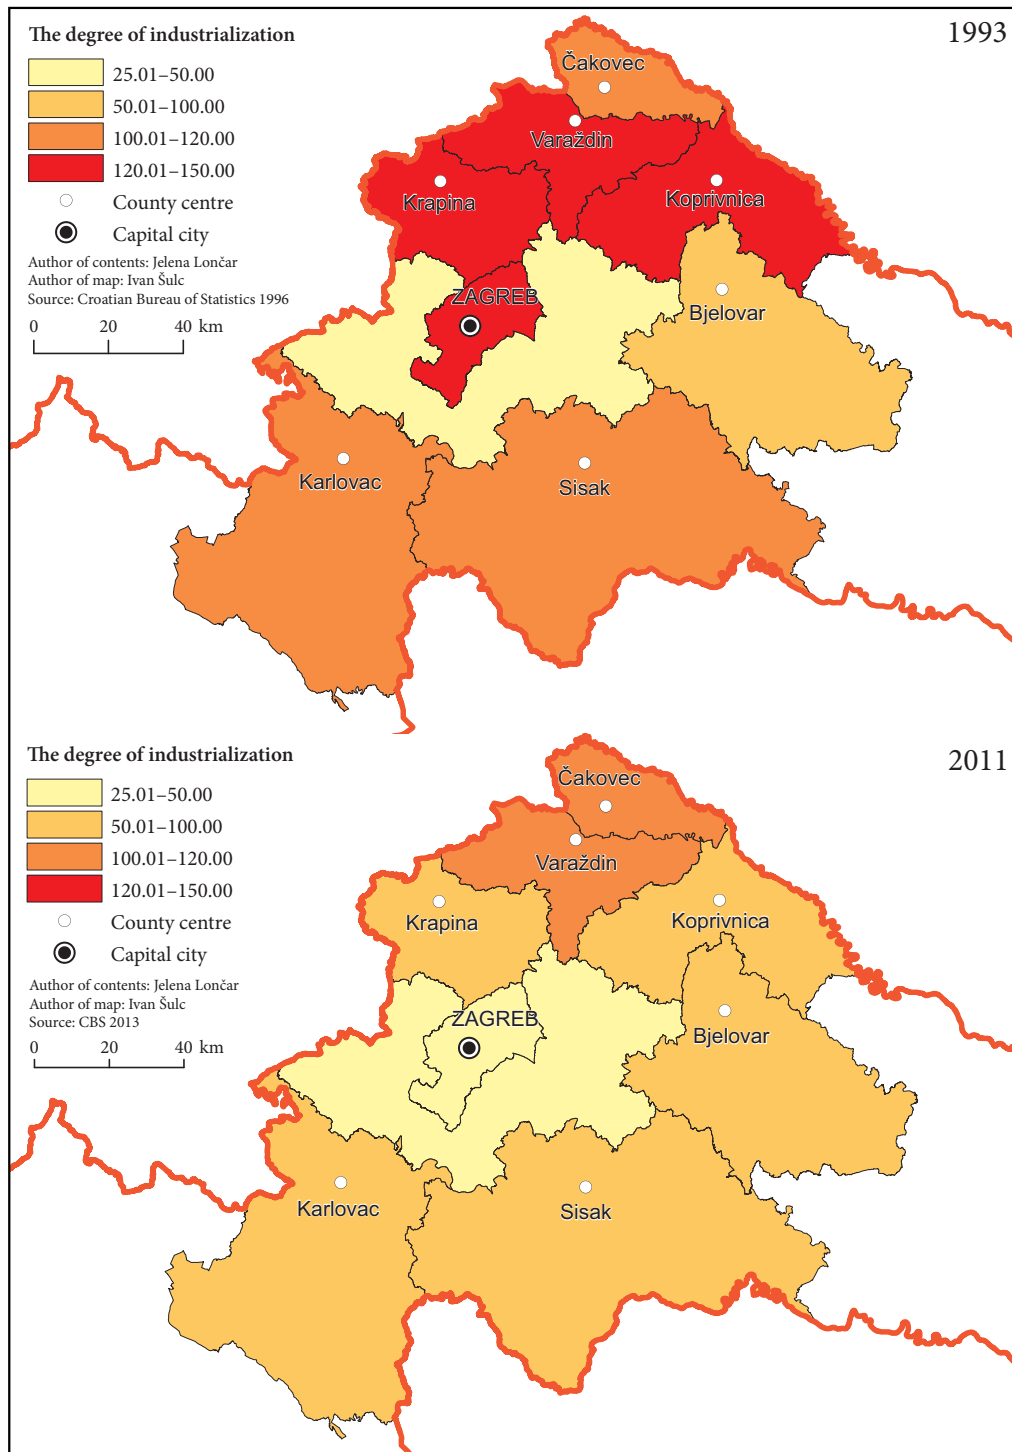 The degree of industrialization
1993
25.01–50.00
50.01–100.00
100.01–120.00
120.01–150.00
County centre
Capital city
Author of contents: Jelena Lončar
Author of map: Ivan Šulc
Source: Croatian Bureau of Statistics 1996
0 20 40 km
Čakovec
Varaždin
Krapina
Koprivnica
ZAGREB
Bjelovar
Karlovac
Sisak
The degree of industrialization
2011
25.01–50.00
50.01–100.00
100.01–120.00
120.01–150.00
County centre
Capital city
Author of contents: Jelena Lončar
Author of map: Ivan Šulc
Source: CBS 2013
0 20 40 km
Čakovec
Varaždin
Krapina
Koprivnica
ZAGREB
Bjelovar
Karlovac
Sisak